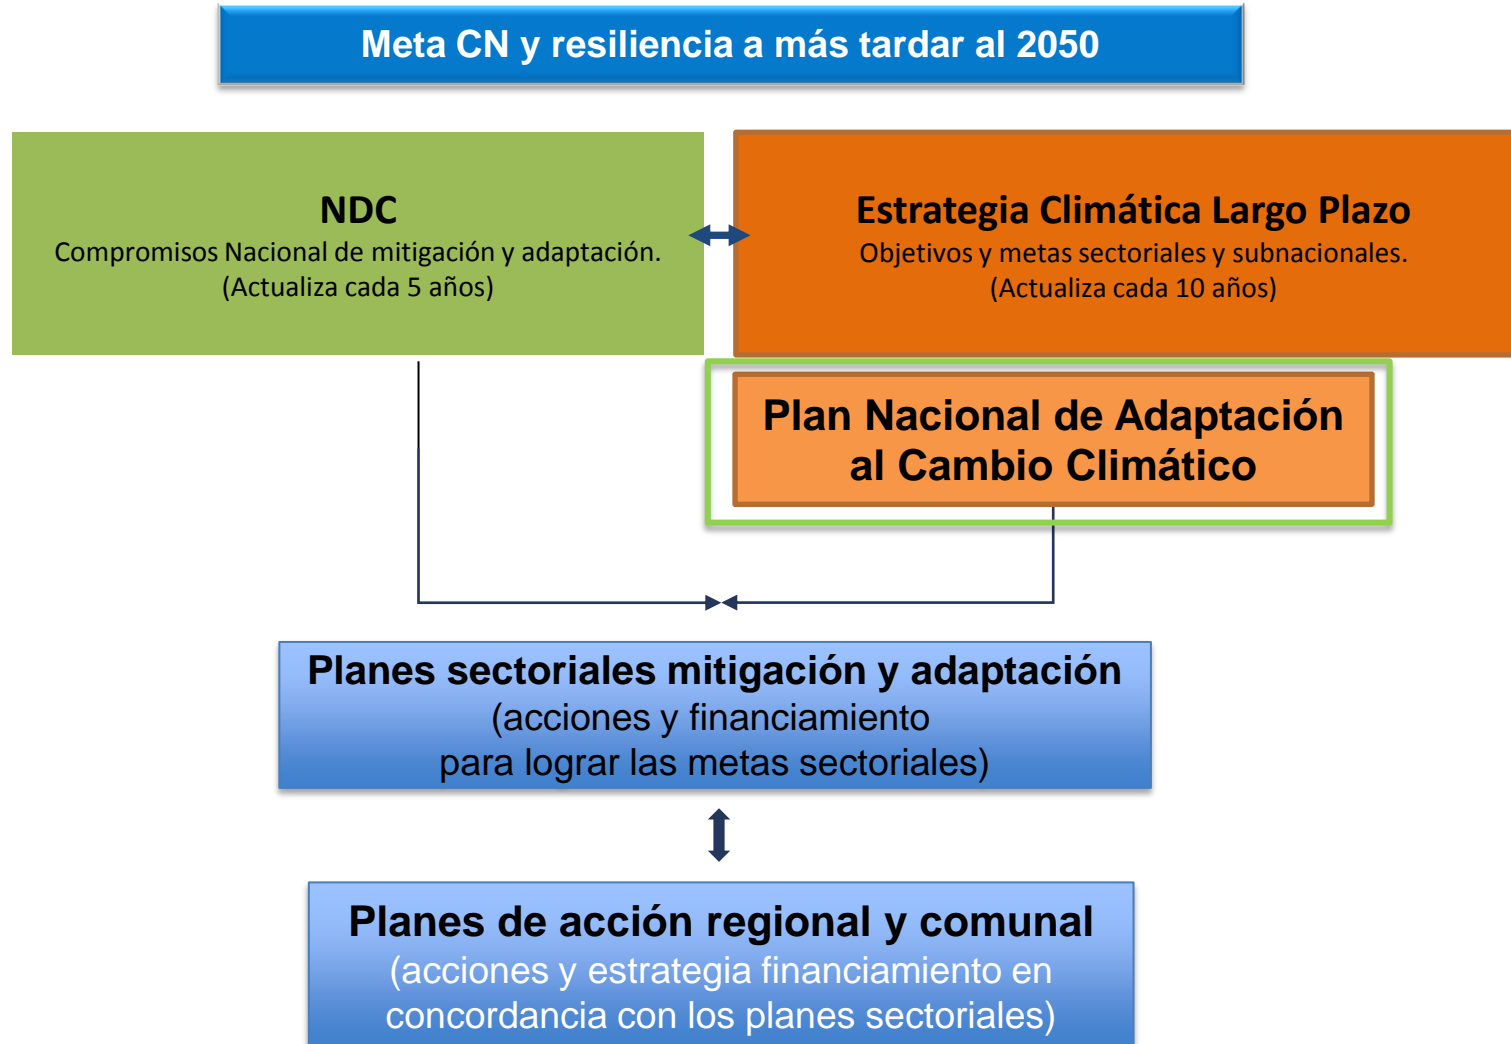 Meta CN y resiliencia a más tardar al 2050
NDC
Compromisos Nacional de mitigación y adaptación.
(Actualiza cada 5 años)
Estrategia Climática Largo Plazo
Objetivos y metas sectoriales y subnacionales.
(Actualiza cada 10 años)
Plan Nacional de Adaptación
al Cambio Climático
Planes sectoriales mitigación y adaptación
(acciones y financiamiento
para lograr las metas sectoriales)
Planes de acción regional y comunal
(acciones y estrategia financiamiento en
concordancia con los planes sectoriales)